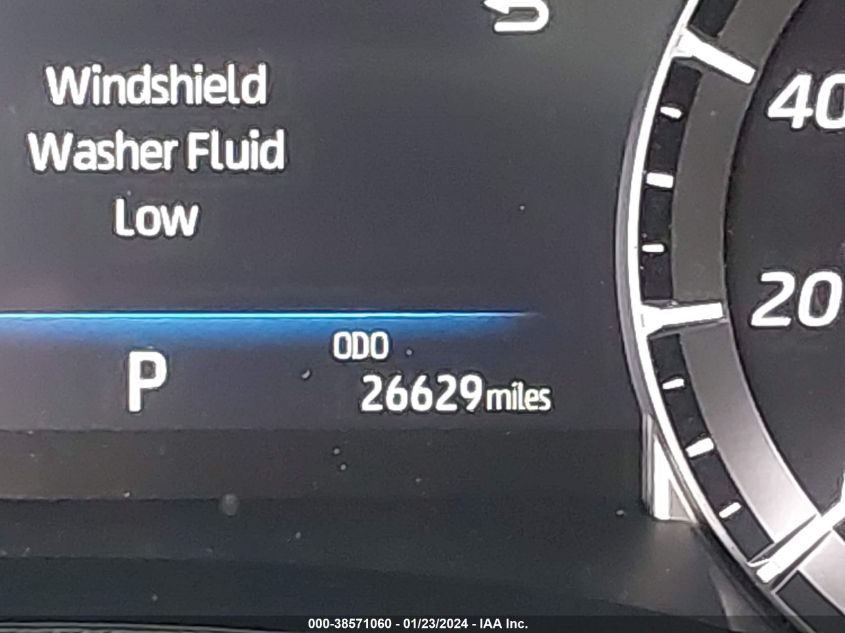 Windshield
Washer Fluid
Low
40
20
ODO
P
26629 miles
000-38571060 - 01/23/2024 - IAA Inc.